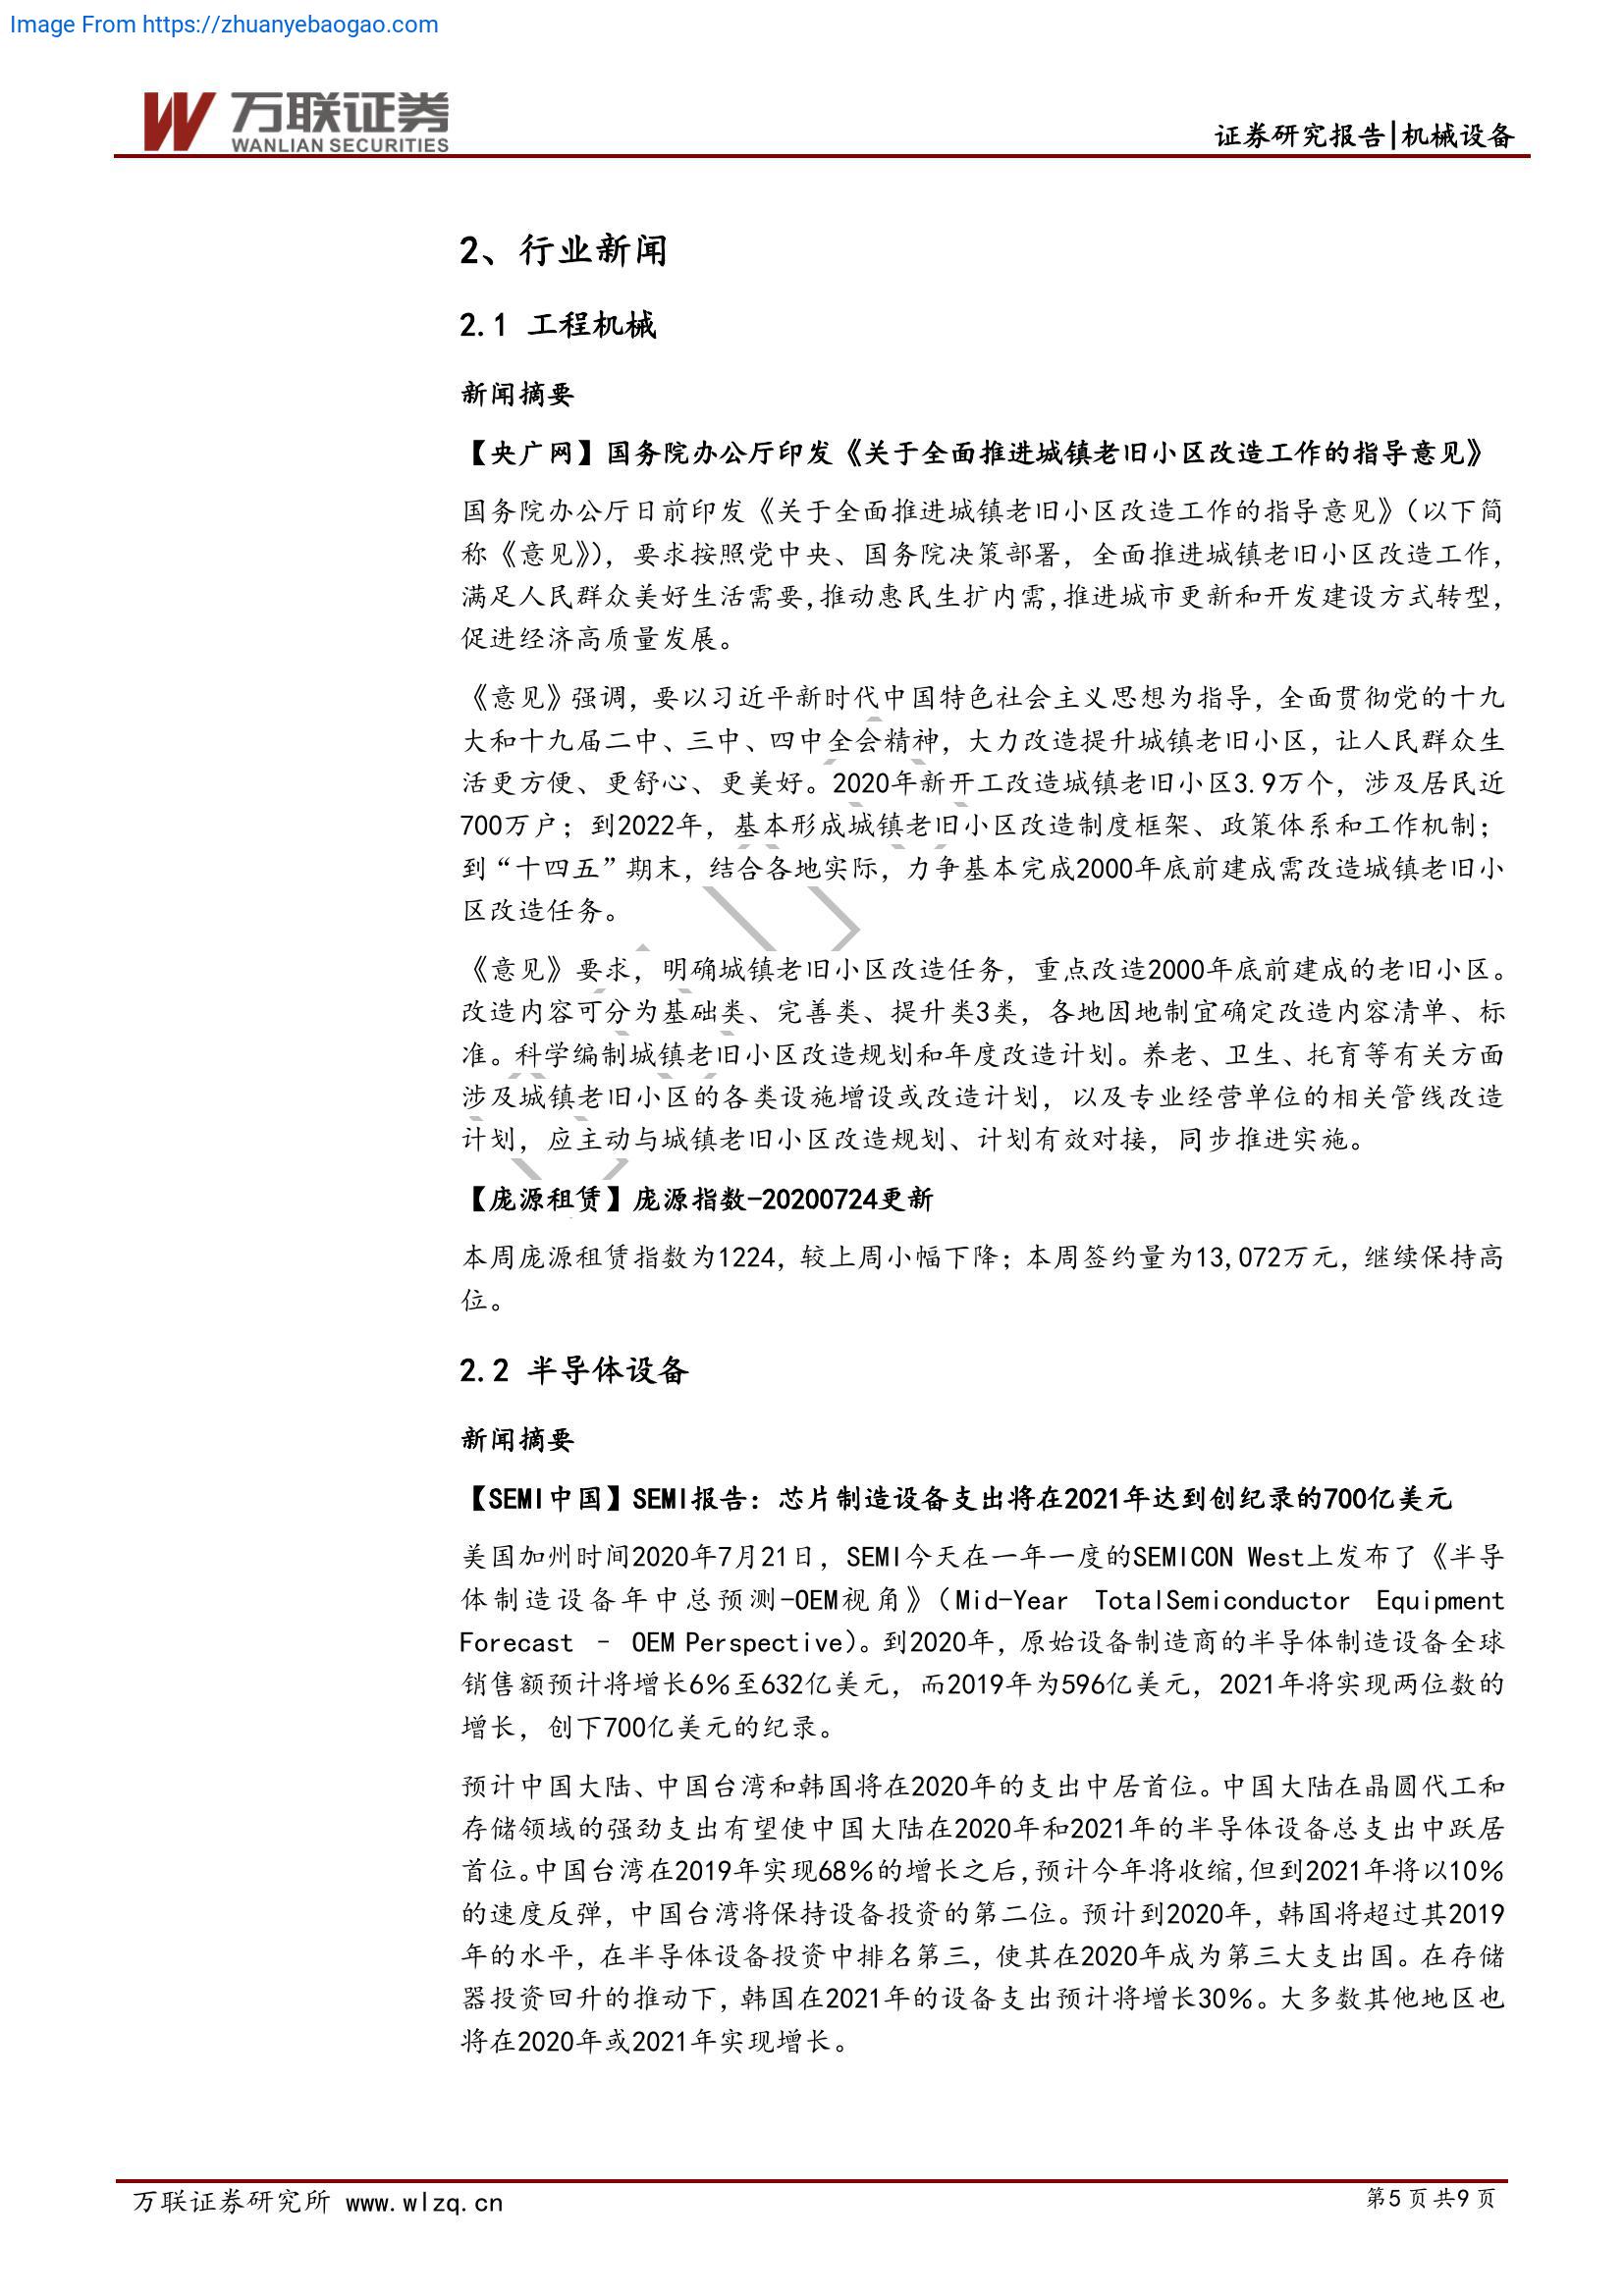 Image From https://zhuanyebaogao.com
万联证券
WANLIAN SECURITIES
证券研究报告|机械设备
2、行业新闻
2.1 工程机械
新闻摘要
【央广网】国务院办公厅印发《关于全面推进城镇老旧小区改造工作的指导意见》
国务院办公厅日前印发《关于全面推进城镇老旧小区改造工作的指导意见》（以下简
称《意见》），要求按照党中央、国务院决策部署，全面推进城镇老旧小区改造工作，
满足人民群众美好生活需要，推动惠民生扩内需，推进城市更新和开发建设方式转型，
促进经济高质量发展。
《意见》强调，要以习近平新时代中国特色社会主义思想为指导，全面贯彻党的十九
大和十九届二中、三中、四中全会精神，大力改造提升城镇老旧小区，让人民群众生
活更方便、更舒心、更美好。2020年新开工改造城镇老旧小区3.9万个，涉及居民近
700万户；到2022年，基本形成城镇老旧小区改造制度框架、政策体系和工作机制；
到“十四五”期末，结合各地实际，力争基本完成2000年底前建成需改造城镇老旧小
区改造任务。
《意见》要求，明确城镇老旧小区改造任务，重点改造2000年底前建成的老旧小区。
改造内容可分为基础类、完善类、提升类3类，各地因地制宜确定改造内容清单、标
准。科学编制城镇老旧小区改造规划和年度改造计划。养老、卫生、托育等有关方面
涉及城镇老旧小区的各类设施增设或改造计划，以及专业经营单位的相关管线改造
计划，应主动与城镇老旧小区改造规划、计划有效对接，同步推进实施。
【庞源租赁】庞源指数-20200724更新
本周庞源租赁指数为1224，较上周小幅下降；本周签约量为13,072万元，继续保持高
位。
2.2 半导体设备
新闻摘要
【SEMI中国】SEMI报告：芯片制造设备支出将在2021年达到创纪录的700亿美元
美国加州时间2020年7月21日，SEMI今天在一年一度的SEMICON West上发布了《半导
体制造设备年中总预测-OEM视角》（Mid-Year TotalSemiconductor Equipment
Forecast – OEM Perspective）。到2020年，原始设备制造商的半导体制造设备全球
销售额预计将增长6%至632亿美元，而2019年为596亿美元，2021年将实现两位数的
增长，创下700亿美元的纪录。
预计中国大陆、中国台湾和韩国将在2020年的支出中居首位。中国大陆在晶圆代工和
存储领域的强劲支出有望使中国大陆在2020年和2021年的半导体设备总支出中跃居
首位。中国台湾在2019年实现68%的增长之后，预计今年将收缩，但到2021年将以10%
的速度反弹，中国台湾将保持设备投资的第二位。预计到2020年，韩国将超过其2019
年的水平，在半导体设备投资中排名第三，使其在2020年成为第三大支出国。在存储
器投资回升的推动下，韩国在2021年的设备支出预计将增长30%。大多数其他地区也
将在2020年或2021年实现增长。
万联证券研究所 www.wlzq.cn
第5页共9页